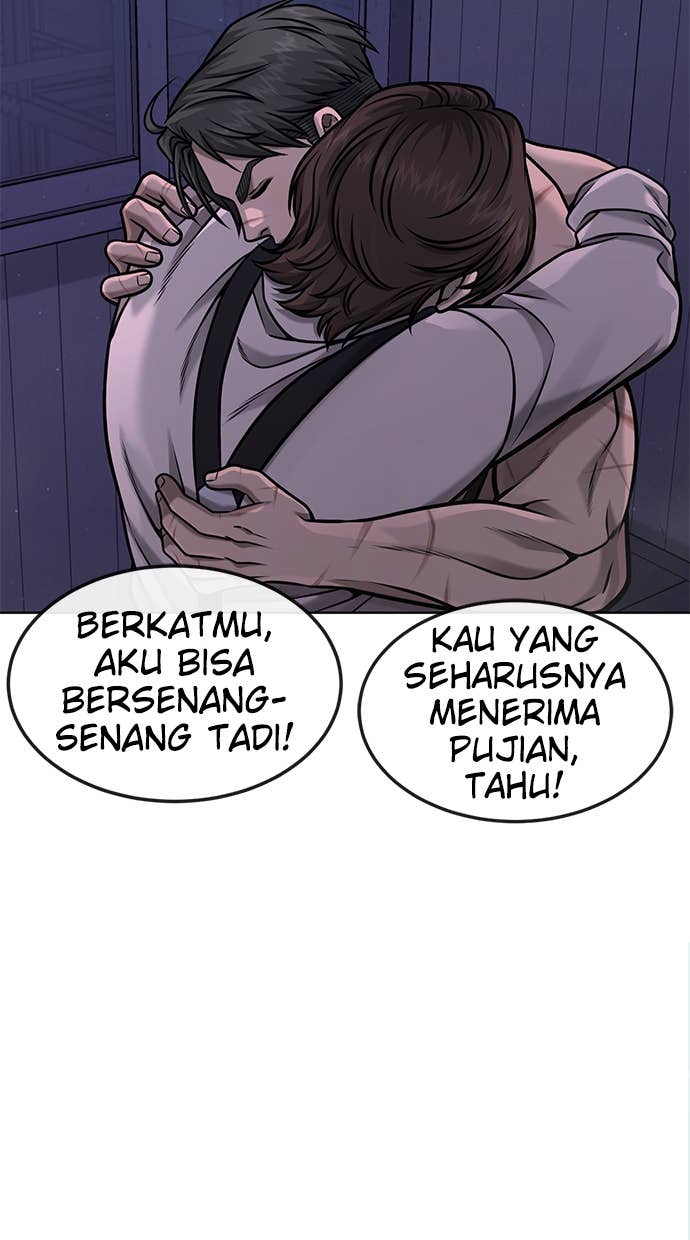 BERKATMU,
AKU BISA
BERSENANG-
SENANG TADI!
KAU YANG
SEHARUSNYA
MENERIMA
PUJIAN,
TAHU!